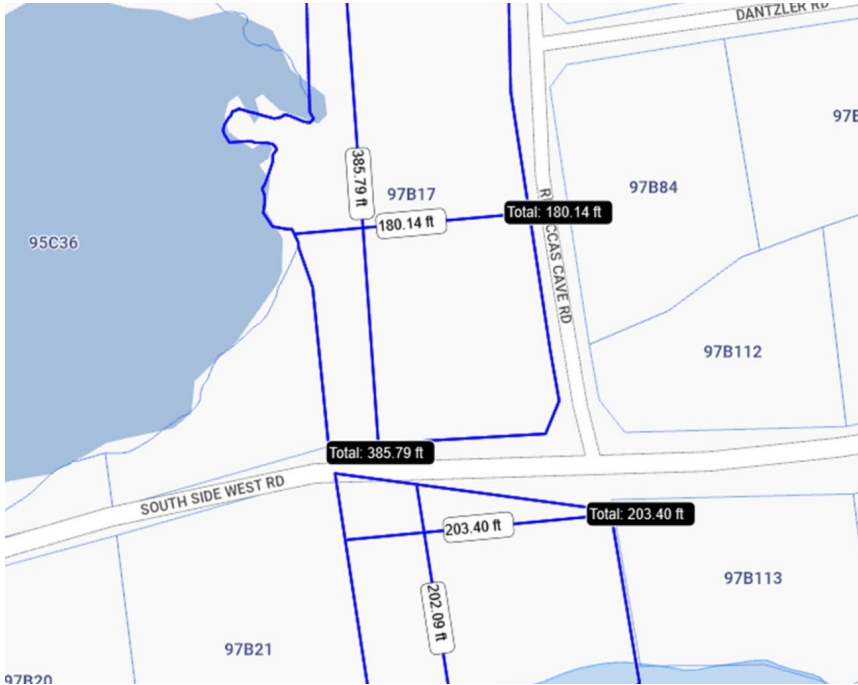 DANTZLER RD
97B
385.79 ft
97B17
97B84
Total: 180.14 ft
180.14 ft
95C36
CCAS CAVE RD
97B112
Total: 385.79 ft
SOUTH SIDE WEST RD
Total: 203.40 ft
203.40 ft
97B113
202.09 ft
97B21
97B20